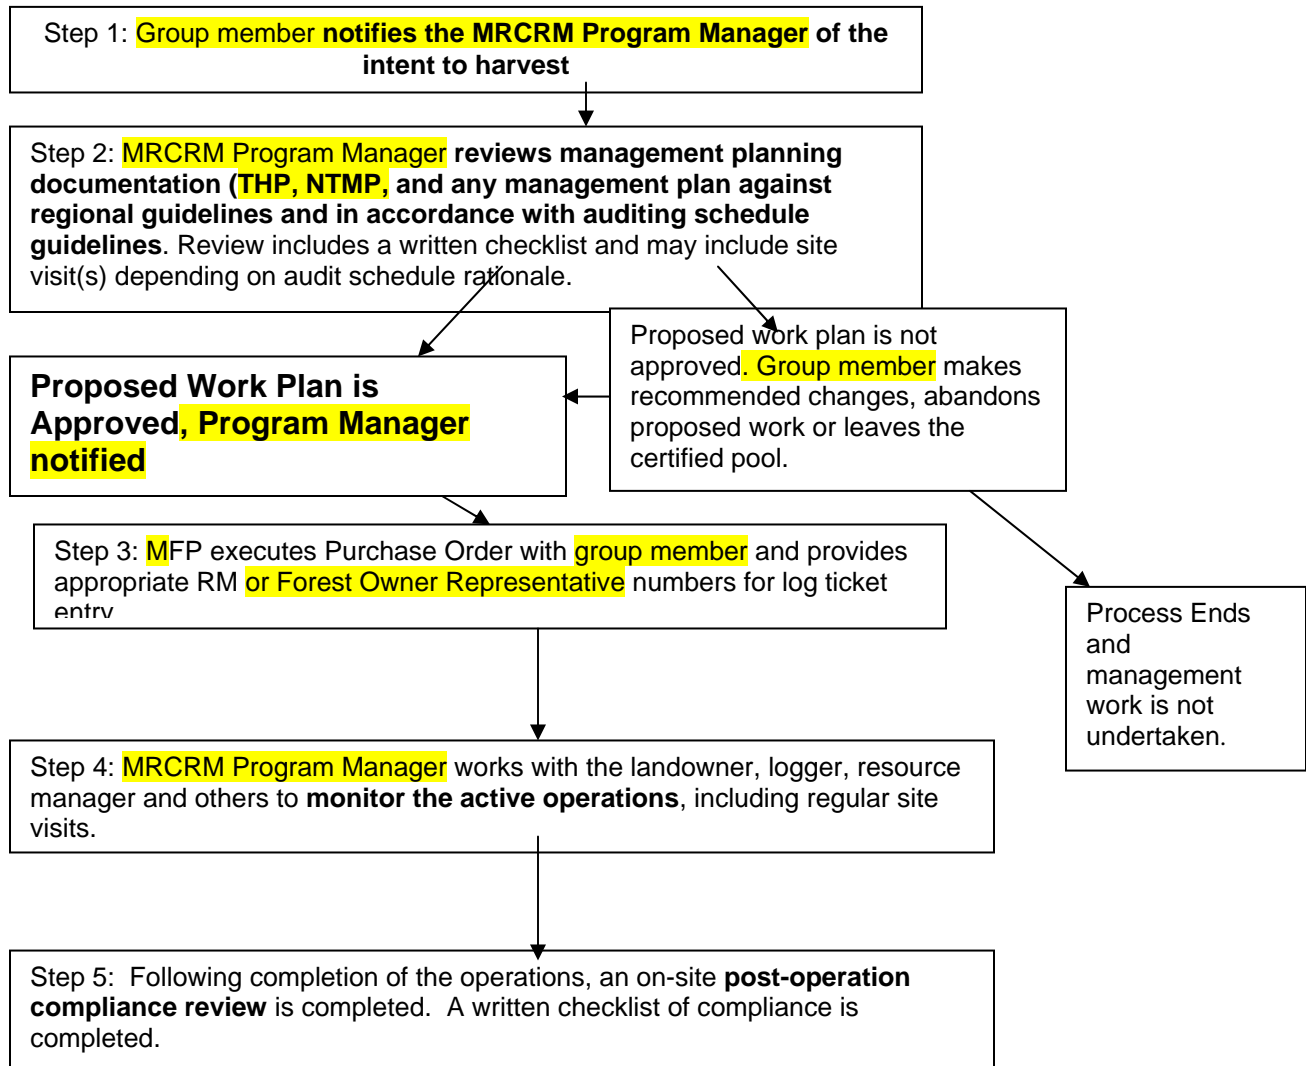 Step 1: Group member notifies the MRCRM Program Manager of the
intent to harvest
Step 2: MRCRM Program Manager reviews management planning
documentation (THP, NTMP, and any management plan against
regional guidelines and in accordance with auditing schedule
guidelines. Review includes a written checklist and may include site
visit(s) depending on audit schedule rationale.
Proposed work plan is not
approved. Group member makes
recommended changes, abandons
proposed work or leaves the
certified pool.
Proposed Work Plan is
Approved, Program Manager
notified
Step 3: MFP executes Purchase Order with group member and provides
appropriate RM or Forest Owner Representative numbers for log ticket
entry
Process Ends
and
management
work is not
undertaken.
Step 4: MRCRM Program Manager works with the landowner, logger, resource
manager and others to monitor the active operations, including regular site
visits.
Step 5:  Following completion of the operations, an on-site post-operation
compliance review is completed.  A written checklist of compliance is
completed.